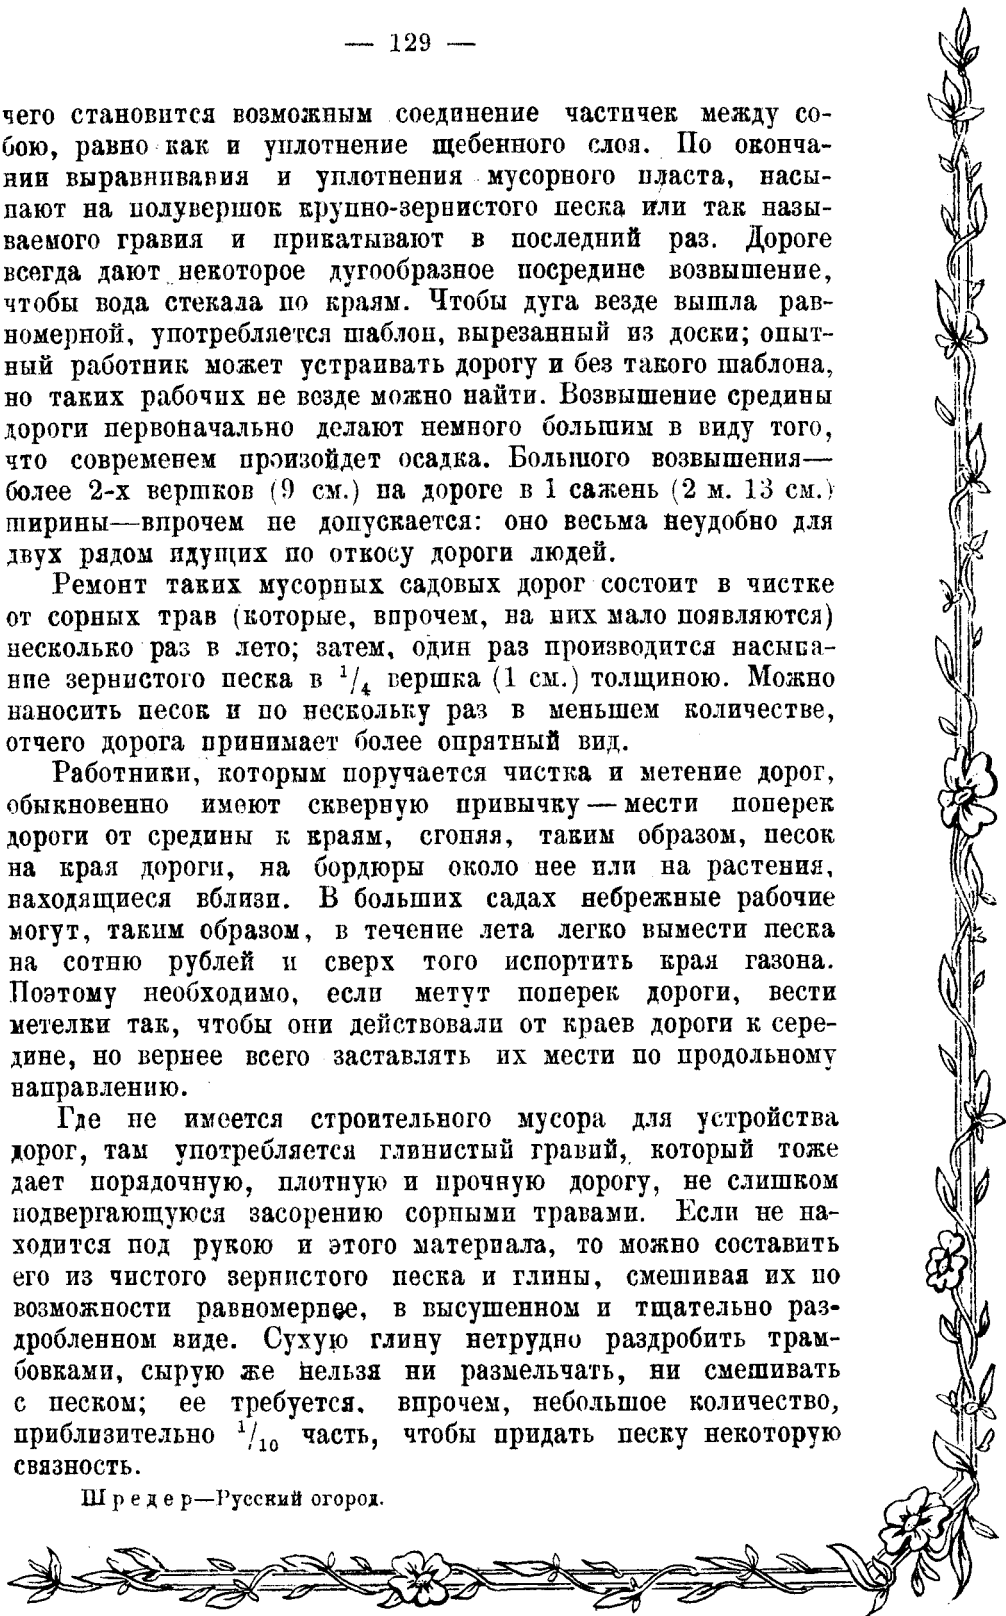 — 129 —
чего становится возможным соединение частичек между со-
бою, равно как и уплотнение щебенного слоя. По оконча-
нии выравнивания и уплотнения мусорного пласта, насы-
пают на полувершок крупно-зернистого песка или так назы-
ваемого гравия и прикатывают в последний раз. Дороге
всегда дают некоторое дугообразное посредине возвышение,
чтобы вода стекала по краям. Чтобы дуга везде вышла рав-
номерной, употребляется шаблон, вырезанный из доски; опыт-
ный работник может устраивать дорогу и без такого шаблона,
но таких рабочих не везде можно найти. Возвышение средины
дороги первоначально делают немного большим в виду того,
что современем произойдет осадка. Большого возвышения—
более 2-х вершков (9 см.) на дороге в 1 сажень (2 м. 13 см.)
ширины—впрочем не допускается: оно весьма неудобно для
двух рядом идущих по откосу дороги людей.
Ремонт таких мусорных садовых дорог состоит в чистке
от сорных трав (которые, впрочем, на них мало появляются)
несколько раз в лето; затем, один раз производится насыпа-
ние зернистого песка в 1/4 вершка (1 см.) толщиною. Можно
наносить песок и по нескольку раз в меньшем количестве,
отчего дорога принимает более опрятный вид.
Работники, которым поручается чистка и метение дорог,
обыкновенно имеют скверную привычку — мести поперек
дороги от средины к краям, сгоняя, таким образом, песок
на края дороги, на бордюры около нее или на растения,
находящиеся вблизи. В больших садах небрежные рабочие
могут, таким образом, в течение лета легко вымести песка
на сотню рублей и сверх того испортить края газона.
Поэтому необходимо, если метут поперек дороги, вести
метелки так, чтобы они действовали от краев дороги к сере-
дине, но вернее всего заставлять их мести по продольному
направлению.
Где не имеется строительного мусора для устройства
дорог, там употребляется глинистый гравий, который тоже
дает порядочную, плотную и прочную дорогу, не слишком
подвергающуюся засорению сорными травами. Если не на-
ходится под рукою и этого материала, то можно составить
его из чистого зернистого песка и глины, смешивая их по
возможности равномернее, в высушенном и тщательно раз-
дробленном виде. Сухую глину нетрудно раздробить трам-
бовками, сырую же нельзя ни размельчать, ни смешивать
с песком; ее требуется, впрочем, небольшое количество,
приблизительно 1/10 часть, чтобы придать песку некоторую
связность.
Шредер—Русский огород.